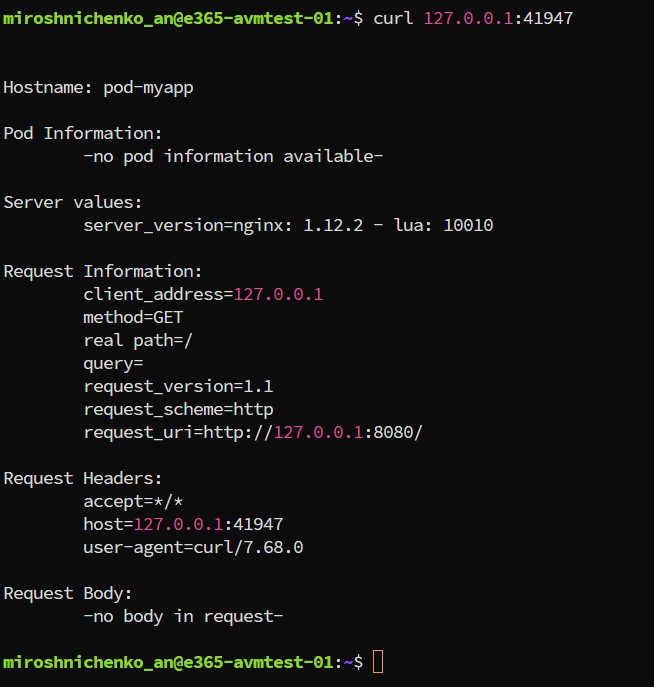 miroshnichenko_an@e365-avmtest-01:~$ curl 127.0.0.1:41947
Hostname: pod-myapp
Pod Information:
-no pod information available-
Server values:
server_version=nginx: 1.12.2 - lua: 10010
Request Information:
client_address=127.0.0.1
method=GET
real path=/
query=
request_version=1.1
request_scheme=http
request_uri=http://127.0.0.1:8080/
Request Headers:
accept=*/*
host=127.0.0.1:41947
user-agent=curl/7.68.0
Request Body:
-no body in request-
miroshnichenko_an@e365-avmtest-01:~$